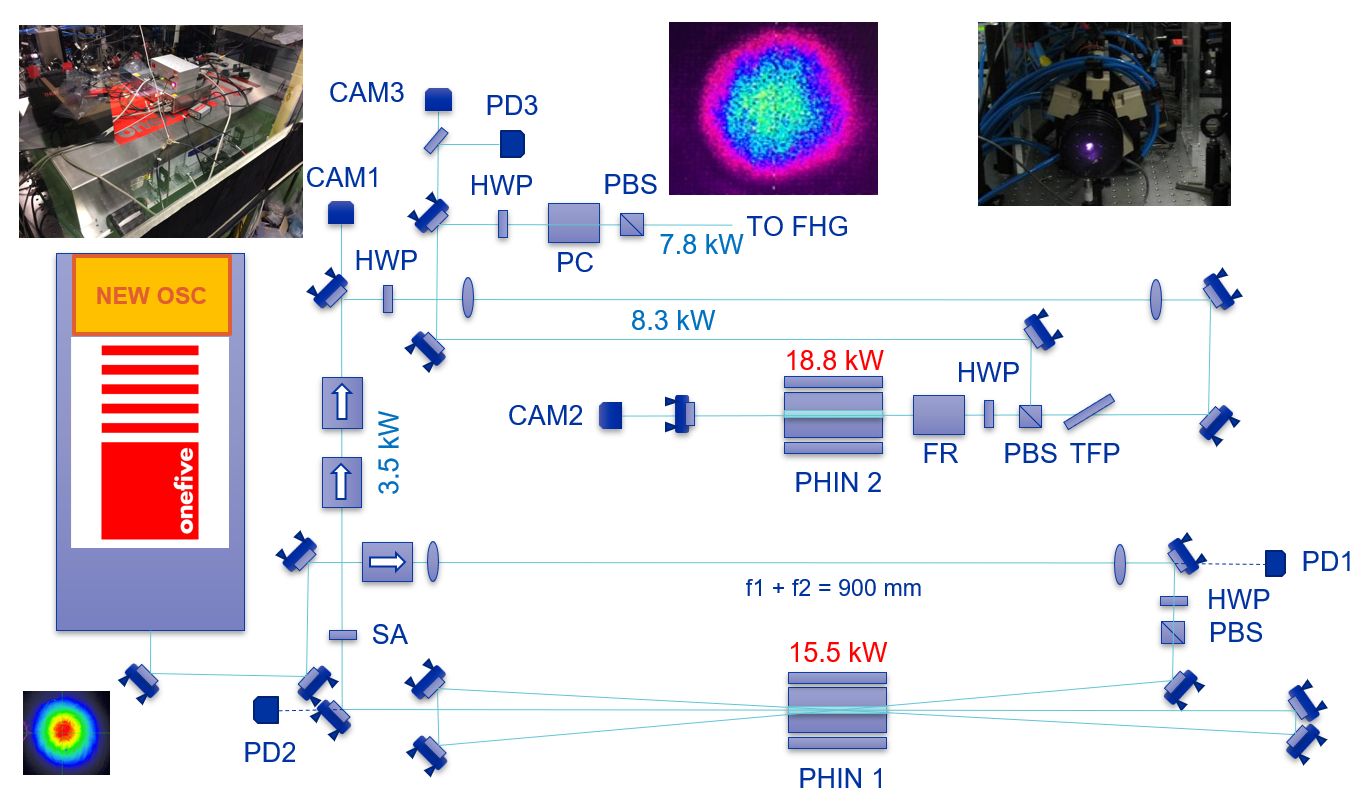 CAM3
PD3
CAM1
HWP
PBS
TO FHG
7.8 kW
PC
HWP
NEW OSC
8.3 kW
18.8 kW
HWP
CAM2
FR
PBS
TFP
PHIN 2
3.5 kW
onefive
f1 + f2 = 900 mm
PD1
HWP
PBS
SA
15.5 kW
PD2
PHIN 1